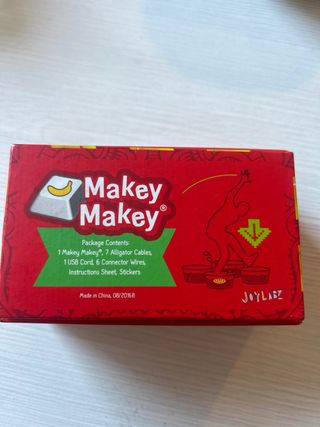 Makey
Makey®
Package Contents:
1 Makey Makey®, 7 Alligator Cables,
1 USB Cord, 6 Connector Wires,
Instructions Sheet, Stickers
Made in China, 08/2016B
JOYLABZ